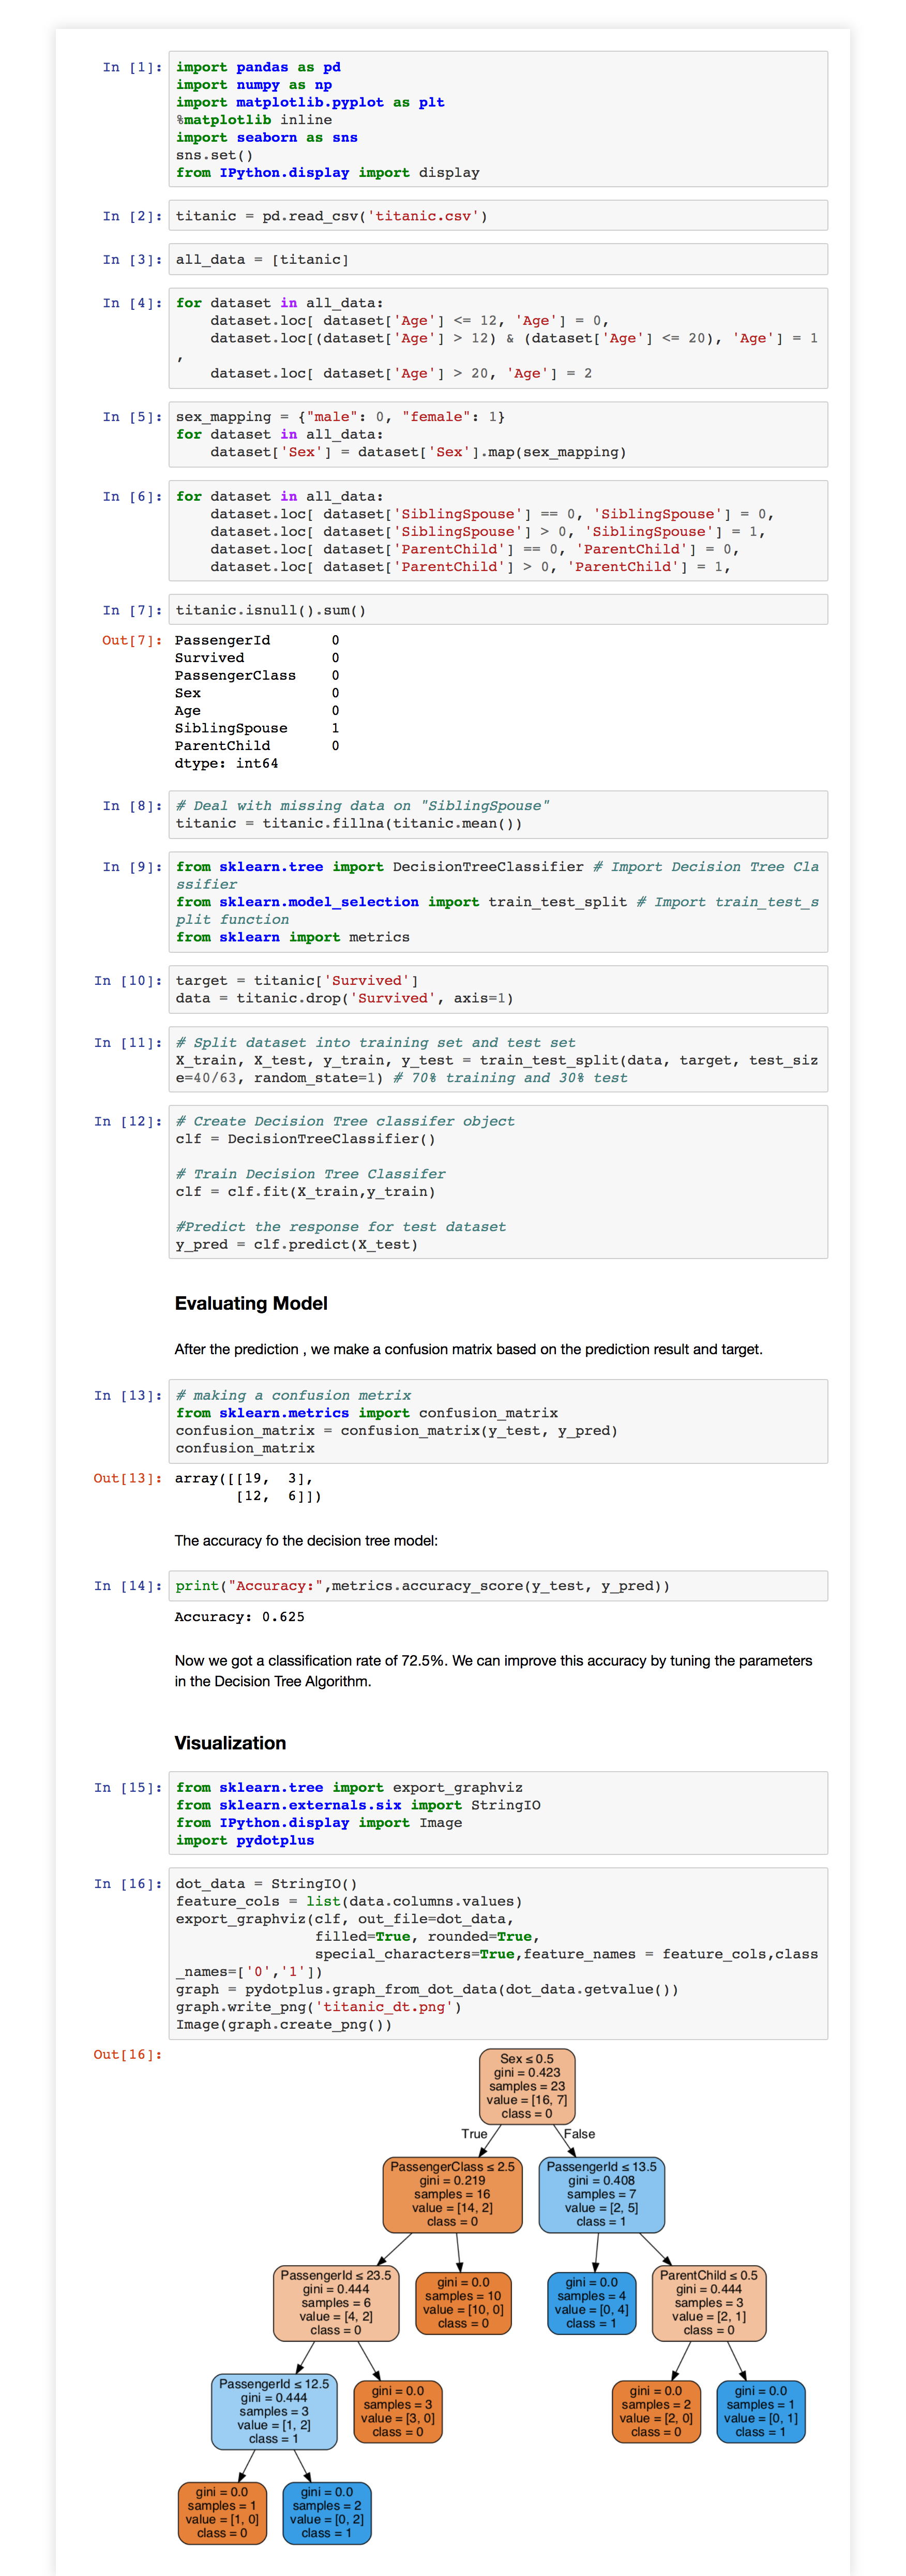 In [1]: import pandas as pd
import numpy as np
import matplotlib.pyplot as plt
%matplotlib inline
import seaborn as sns
sns.set()
from IPython.display import display
In [2]: titanic = pd.read_csv('titanic.csv')
In [3]: all_data = [titanic]
In [4]: for dataset in all_data:
    dataset.loc[ dataset['Age'] <= 12, 'Age'] = 0,
    dataset.loc[(dataset['Age'] > 12) & (dataset['Age'] <= 20), 'Age'] = 1
,
    dataset.loc[ dataset['Age'] > 20, 'Age'] = 2
In [5]: sex_mapping = {"male": 0, "female": 1}
for dataset in all_data:
    dataset['Sex'] = dataset['Sex'].map(sex_mapping)
In [6]: for dataset in all_data:
    dataset.loc[ dataset['SiblingSpouse'] == 0, 'SiblingSpouse'] = 0,
    dataset.loc[ dataset['SiblingSpouse'] > 0, 'SiblingSpouse'] = 1,
    dataset.loc[ dataset['ParentChild'] == 0, 'ParentChild'] = 0,
    dataset.loc[ dataset['ParentChild'] > 0, 'ParentChild'] = 1,
In [7]: titanic.isnull().sum()
Out[7]: PassengerId 0
Survived 0
PassengerClass 0
Sex 0
Age 0
SiblingSpouse 1
ParentChild 0
dtype: int64
In [8]: # Deal with missing data on "SiblingSpouse"
titanic = titanic.fillna(titanic.mean())
In [9]: from sklearn.tree import DecisionTreeClassifier # Import Decision Tree Cla
ssifier
from sklearn.model_selection import train_test_split # Import train_test_s
plit function
from sklearn import metrics
In [10]: target = titanic['Survived']
data = titanic.drop('Survived', axis=1)
In [11]: # Split dataset into training set and test set
X_train, X_test, y_train, y_test = train_test_split(data, target, test_siz
e=40/63, random_state=1) # 70% training and 30% test
In [12]: # Create Decision Tree classifer object
clf = DecisionTreeClassifier()
# Train Decision Tree Classifer
clf = clf.fit(X_train,y_train)
#Predict the response for test dataset
y_pred = clf.predict(X_test)
Evaluating Model
After the prediction , we make a confusion matrix based on the prediction result and target.
In [13]: # making a confusion metrix
from sklearn.metrics import confusion_matrix
confusion_matrix = confusion_matrix(y_test, y_pred)
confusion_matrix
Out[13]: array([[19,  3],
       [12,  6]])
The accuracy fo the decision tree model:
In [14]: print("Accuracy:",metrics.accuracy_score(y_test, y_pred))
Accuracy: 0.625
Now we got a classification rate of 72.5%. We can improve this accuracy by tuning the parameters
in the Decision Tree Algorithm.
Visualization
In [15]: from sklearn.tree import export_graphviz
from sklearn.externals.six import StringIO
from IPython.display import Image
import pydotplus
In [16]: dot_data = StringIO()
feature_cols = list(data.columns.values)
export_graphviz(clf, out_file=dot_data,
                filled=True, rounded=True,
                special_characters=True,feature_names = feature_cols,class
_names=['0','1'])
graph = pydotplus.graph_from_dot_data(dot_data.getvalue())
graph.write_png('titanic_dt.png')
Image(graph.create_png())
Out[16]:
Sex ≤ 0.5
gini = 0.423
samples = 23
value = [16, 7]
class = 0
True
False
PassengerClass ≤ 2.5
gini = 0.219
samples = 16
value = [14, 2]
class = 0
PassengerId ≤ 13.5
gini = 0.408
samples = 7
value = [2, 5]
class = 1
PassengerId ≤ 23.5
gini = 0.444
samples = 6
value = [4, 2]
class = 0
gini = 0.0
samples = 10
value = [10, 0]
class = 0
gini = 0.0
samples = 4
value = [0, 4]
class = 1
ParentChild ≤ 0.5
gini = 0.444
samples = 3
value = [2, 1]
class = 0
PassengerId ≤ 12.5
gini = 0.444
samples = 3
value = [1, 2]
class = 1
gini = 0.0
samples = 3
value = [3, 0]
class = 0
gini = 0.0
samples = 2
value = [2, 0]
class = 0
gini = 0.0
samples = 1
value = [0, 1]
class = 1
gini = 0.0
samples = 1
value = [1, 0]
class = 0
gini = 0.0
samples = 2
value = [0, 2]
class = 1